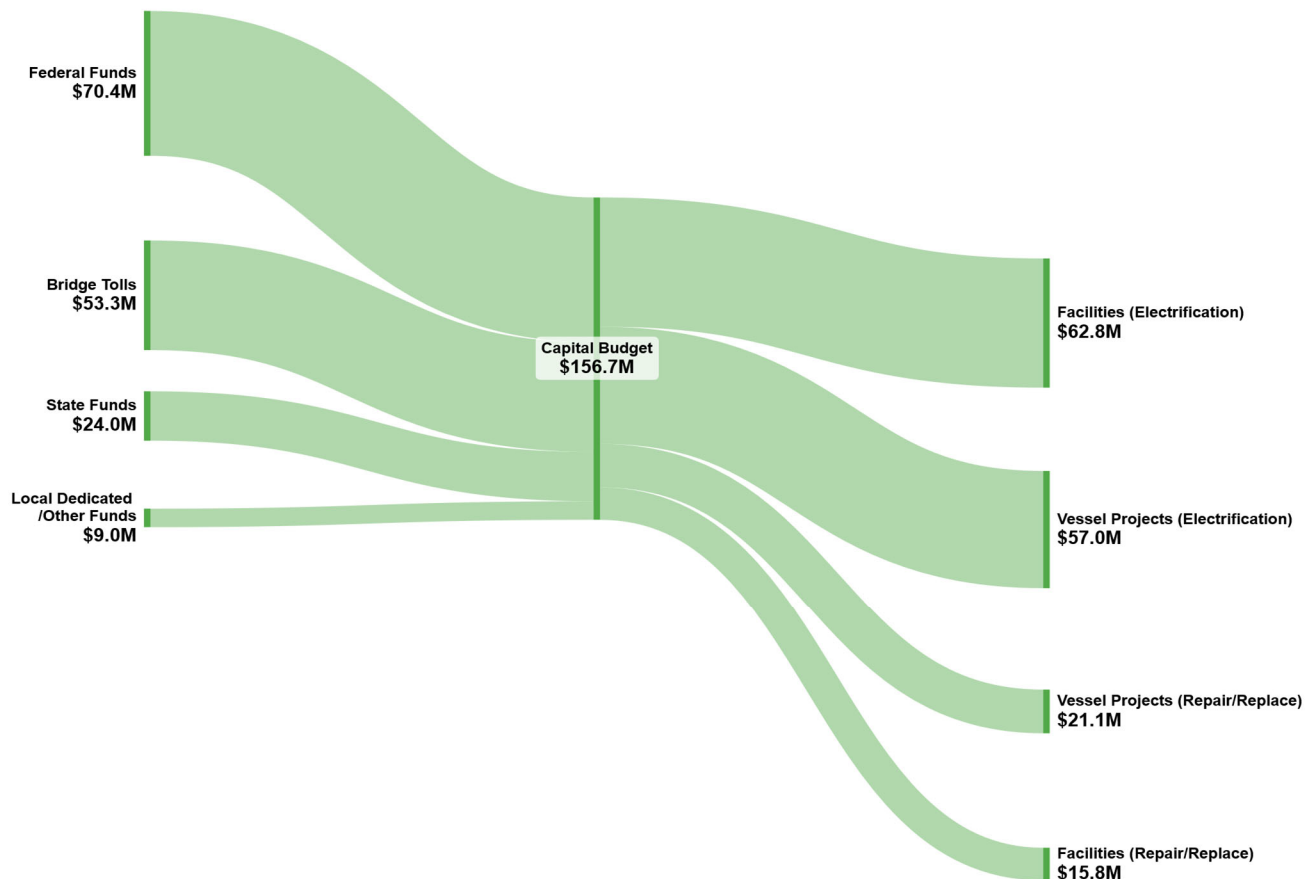 Federal Funds
$70.4M
Bridge Tolls
$53.3M
State Funds
$24.0M
Local Dedicated
/Other Funds
$9.0M
Capital Budget
$156.7M
Facilities (Electrification)
$62.8M
Vessel Projects (Electrification)
$57.0M
Vessel Projects (Repair/Replace)
$21.1M
Facilities (Repair/Replace)
$15.8M